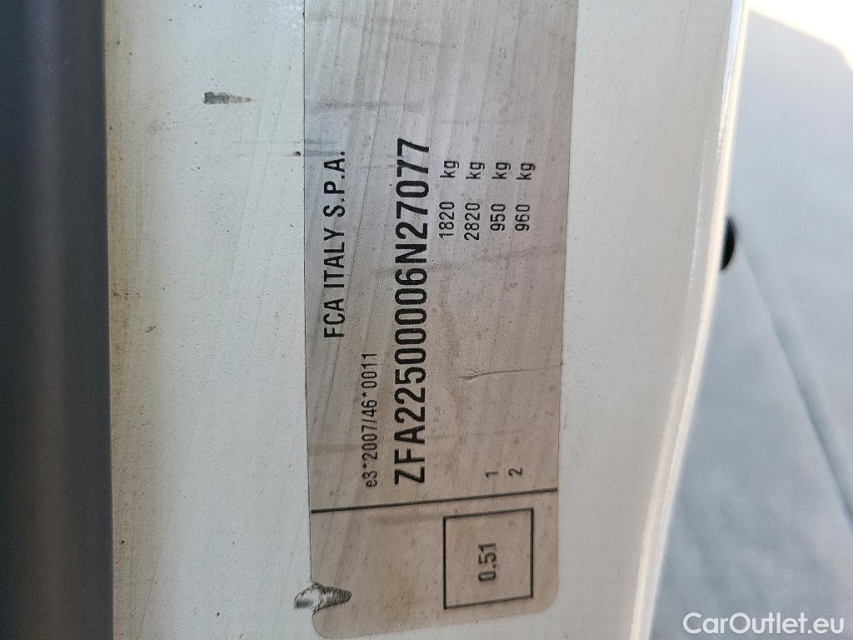 FCA ITALY S.P.A.
e3*2007/46*0011
ZFA22500006N27077
1820 kg
2820 kg
1 950 kg
2 960 kg
0.51
CarOutlet.eu